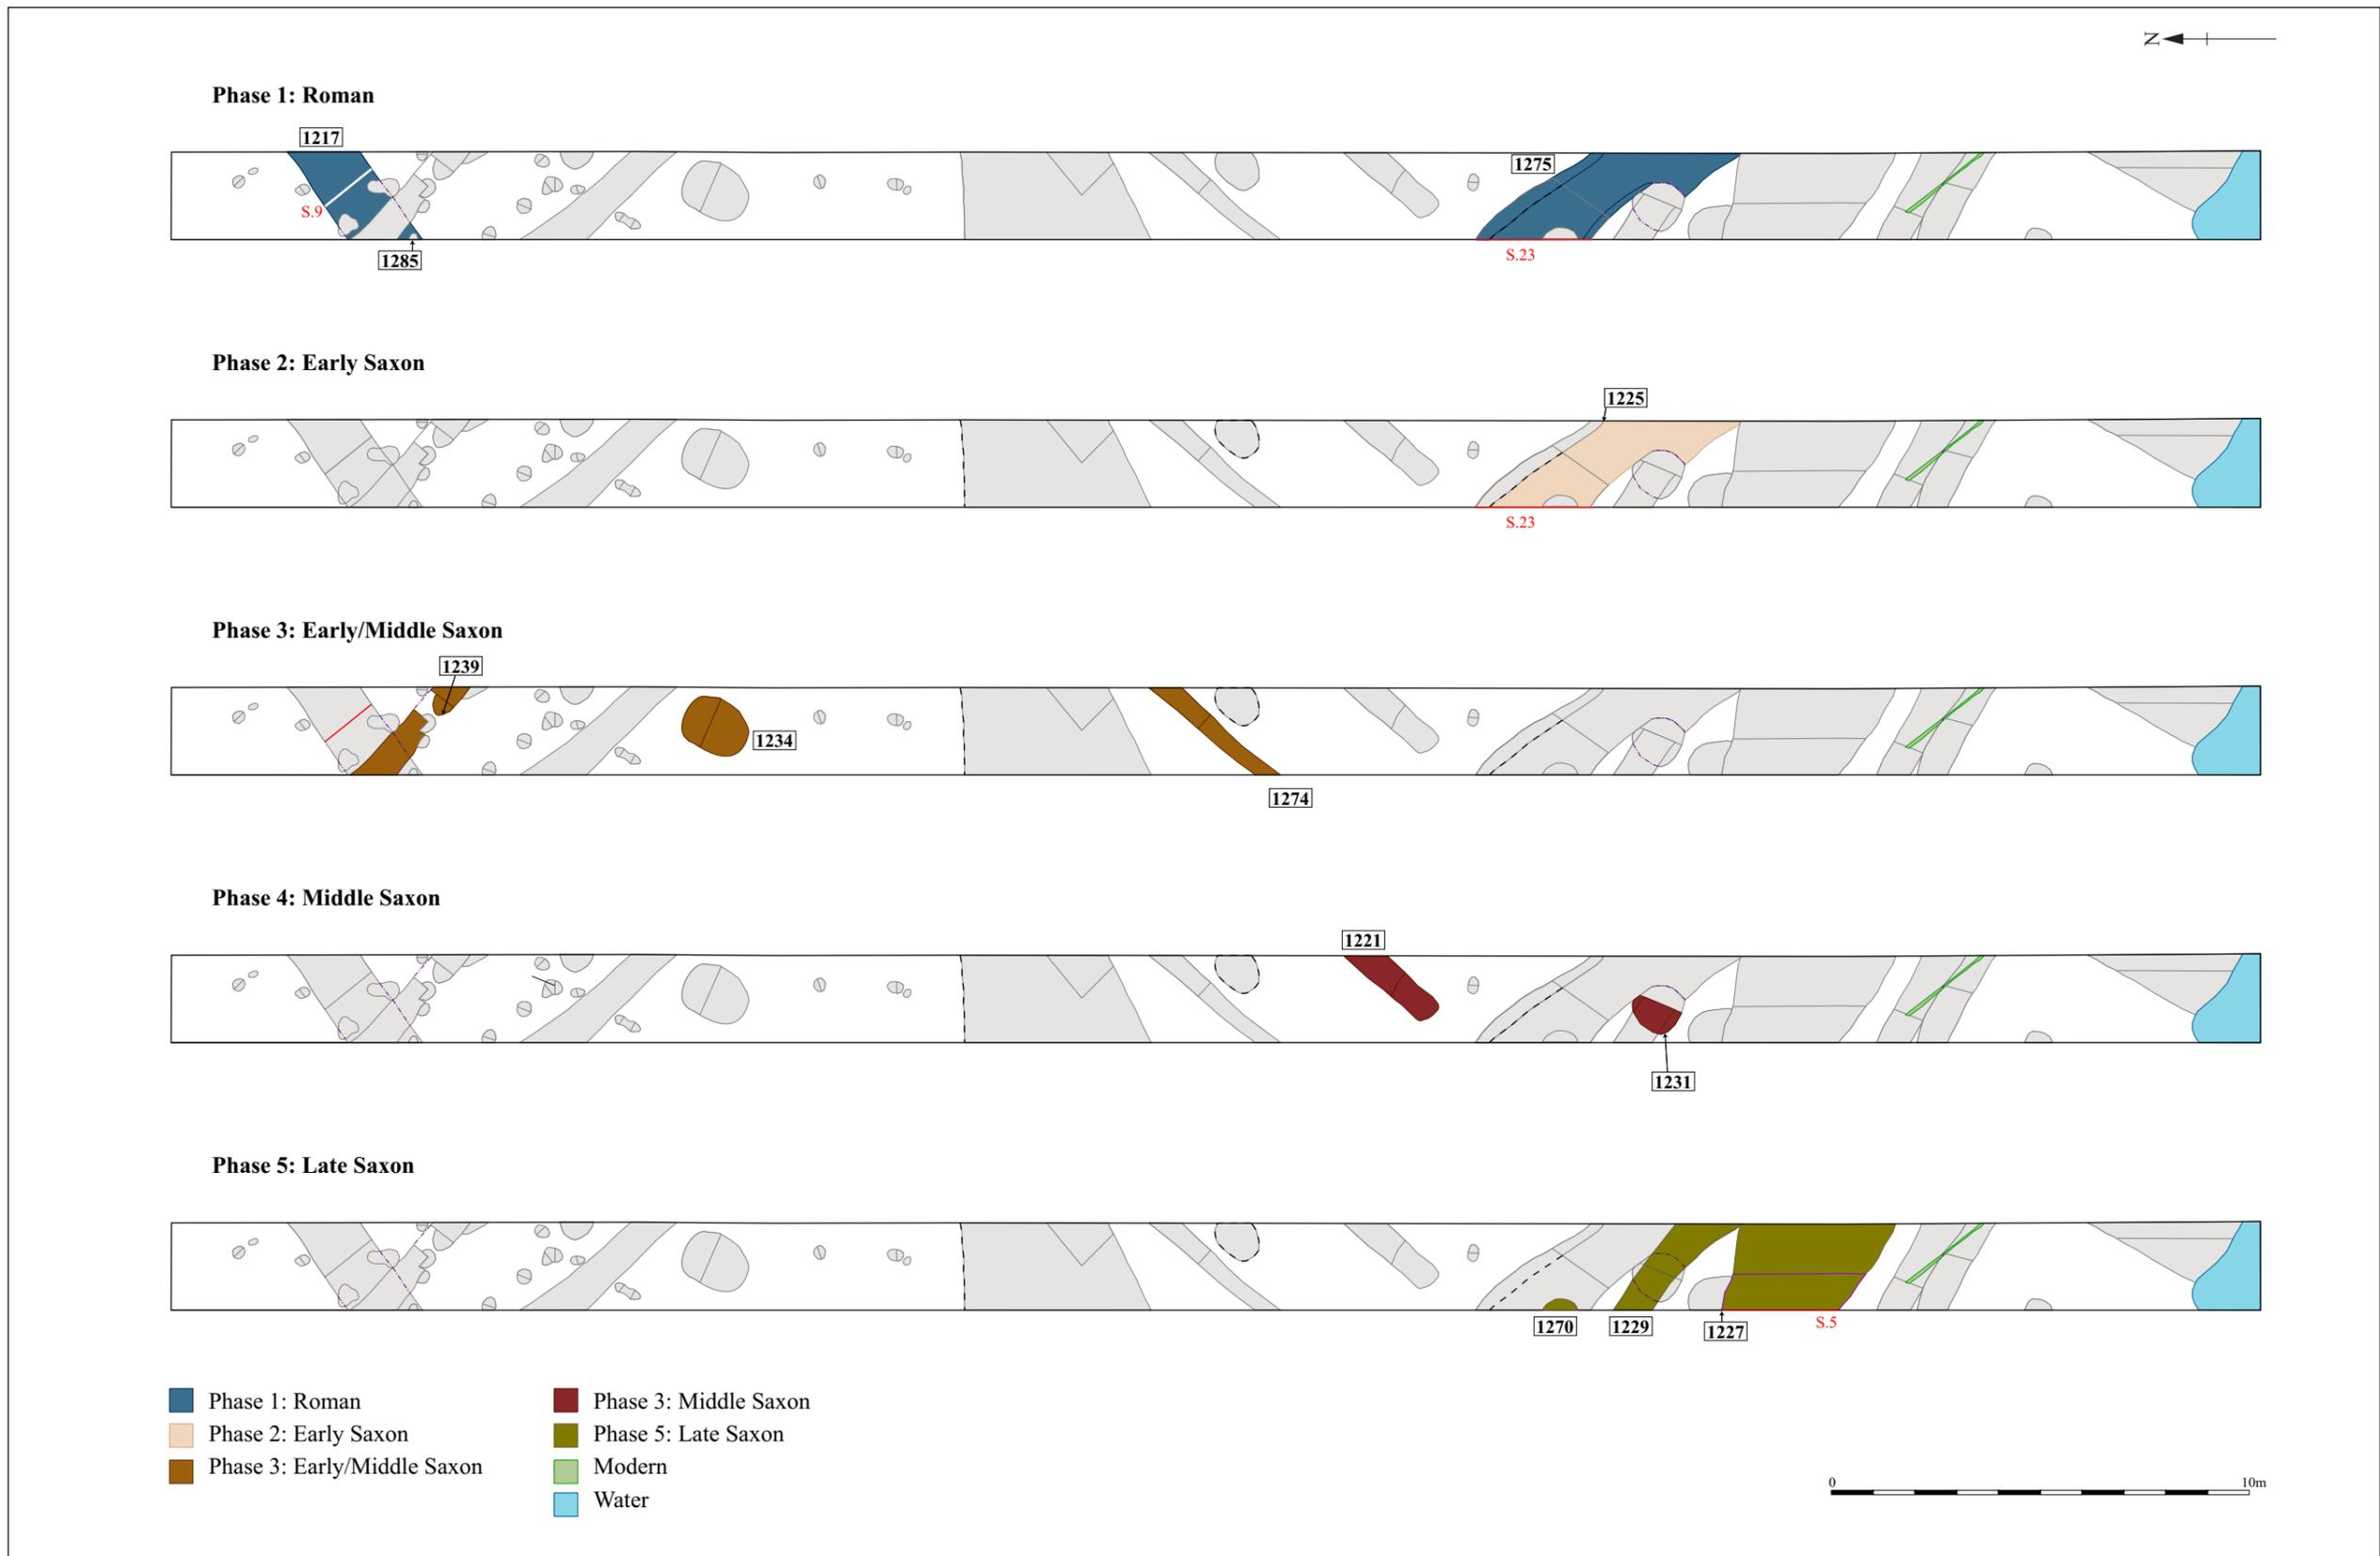 N
Phase 1: Roman
1217
1275
S.9
1285
S.23
Phase 2: Early Saxon
1225
S.23
Phase 3: Early/Middle Saxon
1239
1234
1274
Phase 4: Middle Saxon
1221
1231
Phase 5: Late Saxon
1270
1229
1227
S.5
Phase 1: Roman
Phase 2: Early Saxon
Phase 3: Early/Middle Saxon
Phase 3: Middle Saxon
Phase 5: Late Saxon
Modern
Water
0
10m